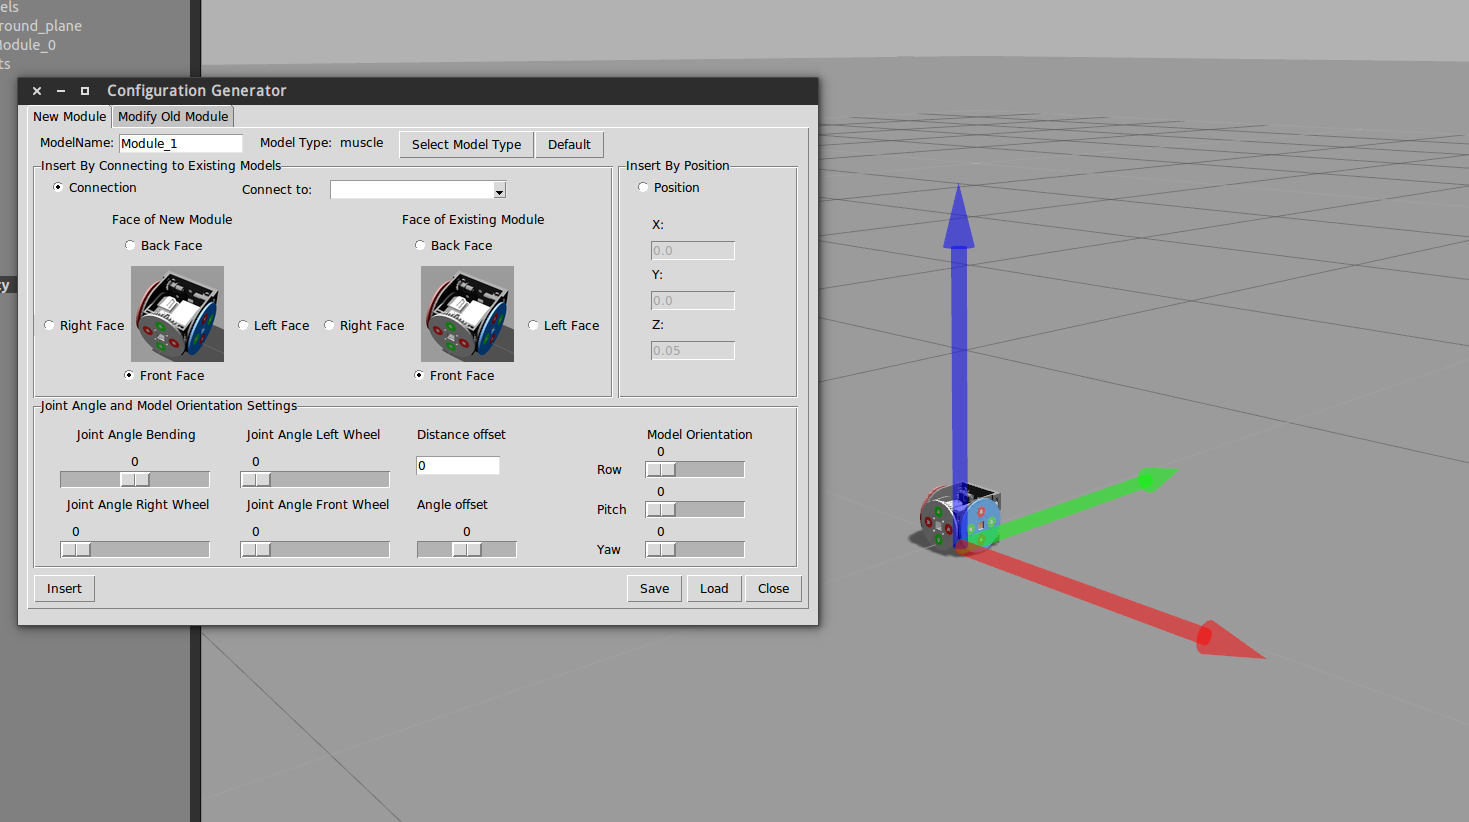 els
round_plane
Module_0
ts
ty
Configuration Generator
New Module Modify Old Module
ModelName: Module_1 Model Type: muscle Select Model Type Default
Insert By Connecting to Existing Models
Connection Connect to:
Face of New Module Face of Existing Module
Back Face Back Face
Right Face Left Face Right Face Left Face
Front Face Front Face
Insert By Position
Position
X:
0.0
Y:
0.0
Z:
0.05
Joint Angle and Model Orientation Settings
Joint Angle Bending Joint Angle Left Wheel Distance offset Model Orientation
0 0 0 Row 0
Joint Angle Right Wheel Joint Angle Front Wheel Angle offset Pitch 0
0 0 0 Yaw 0
Insert Save Load Close